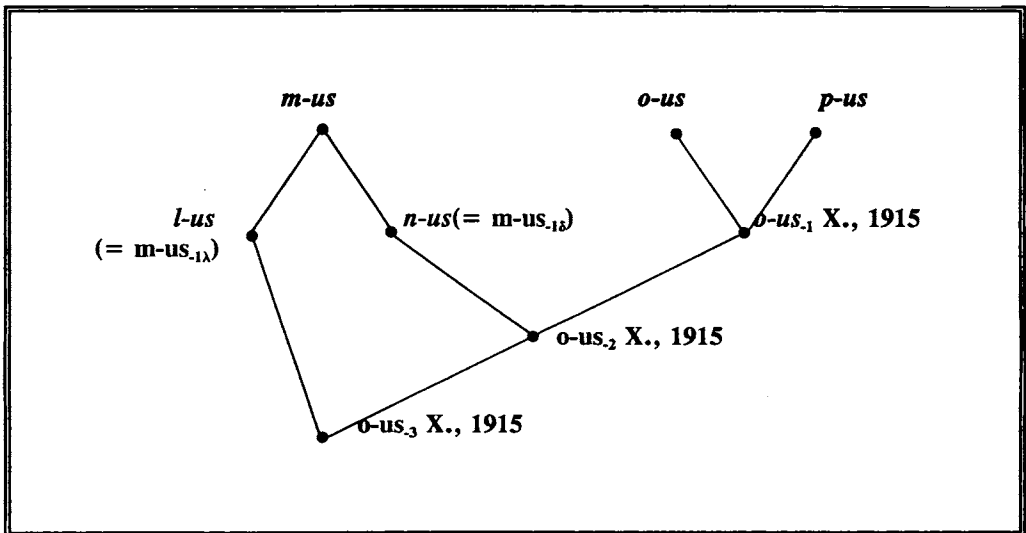 m-us o-us p-us
l-us n-us(= m-us-1δ) o-us-1 X., 1915
(= m-us-1λ)
o-us-2 X., 1915
o-us-3 X., 1915